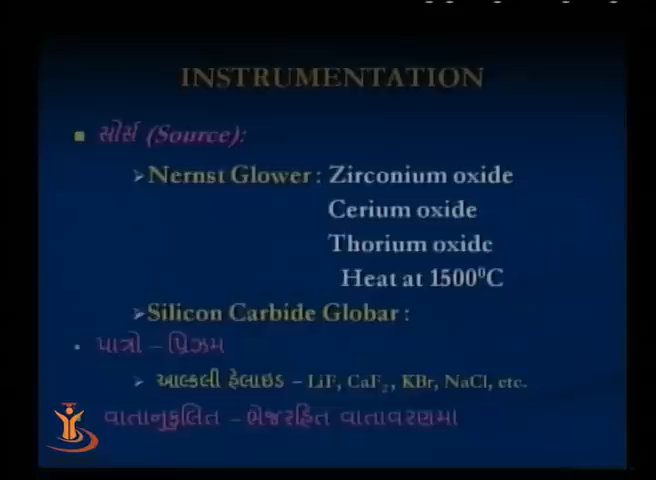 INSTRUMENTATION
સોર્સ (Source):
Nernst Glower : Zirconium oxide
Cerium oxide
Thorium oxide
Heat at 1500⁰C
Silicon Carbide Globar :
પાત્રો – પ્રિઝમ
આલ્કલી હેલાઇડ – LiF, CaF₂, KBr, NaCl, etc.
વાતાનુકુલિત – ભેજરહિત વાતાવરણમા